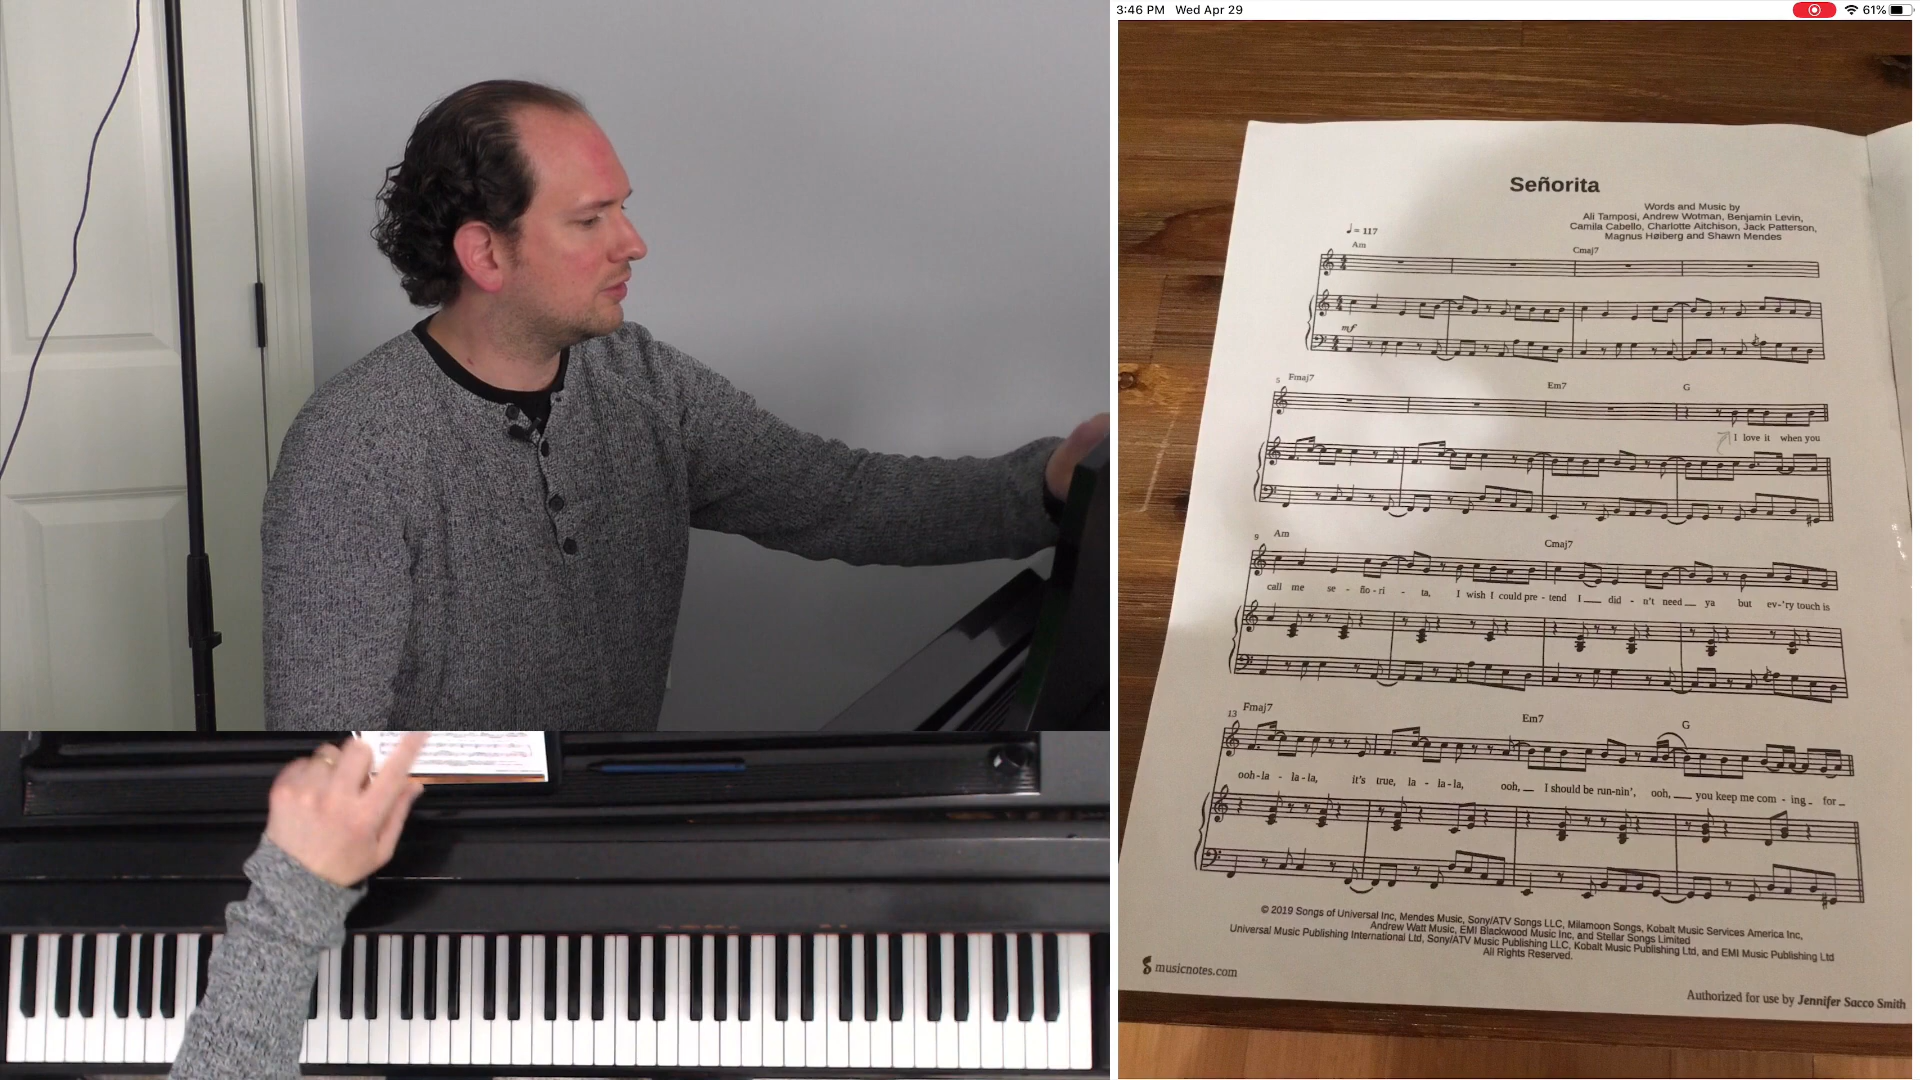 3:46 PM Wed Apr 29
61%
Señorita
Words and Music by
Ali Tamposi, Andrew Wotman, Benjamin Levin,
Camila Cabello, Charlotte Aitchison, Jack Patterson,
Magnus Høiberg and Shawn Mendes
♩= 117
Am Cmaj7
mf
5 Fmaj7 Em7 G
I love it when you
9 Am Cmaj7
call me se - ño - ri - ta, I wish I could pre - tend I did - n't need ya but ev-'ry touch is
13 Fmaj7 Em7 G
ooh-la - la-la, it's true, la - la-la, ooh, I should be run-nin', ooh, you keep me com - ing for
© 2019 Songs of Universal Inc, Mendes Music, Sony/ATV Songs LLC, Milamoon Songs, Kobalt Music Services America Inc,
Andrew Watt Music, EMI Blackwood Music Inc, and Stellar Songs Limited
Universal Music Publishing International Ltd, Sony/ATV Music Publishing LLC, Kobalt Music Publishing Ltd, and EMI Music Publishing Ltd
All Rights Reserved.
musicnotes.com
Authorized for use by Jennifer Sacco Smith